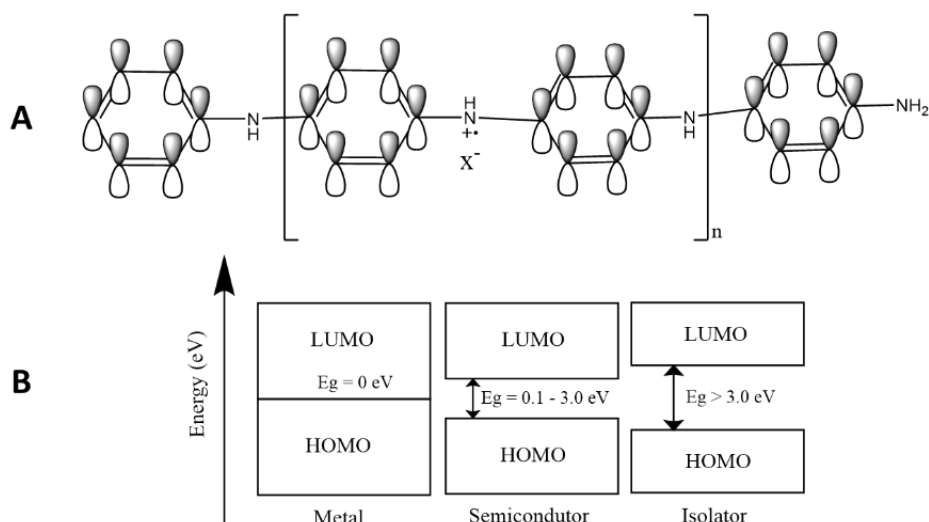 A
N
H
H
N
+•
X-
N
H
NH2
n
B
Energy (eV)
LUMO
Eg = 0 eV
HOMO
LUMO
Eg = 0.1 - 3.0 eV
HOMO
LUMO
Eg > 3.0 eV
HOMO
Metal
Semicondutor
Isolator